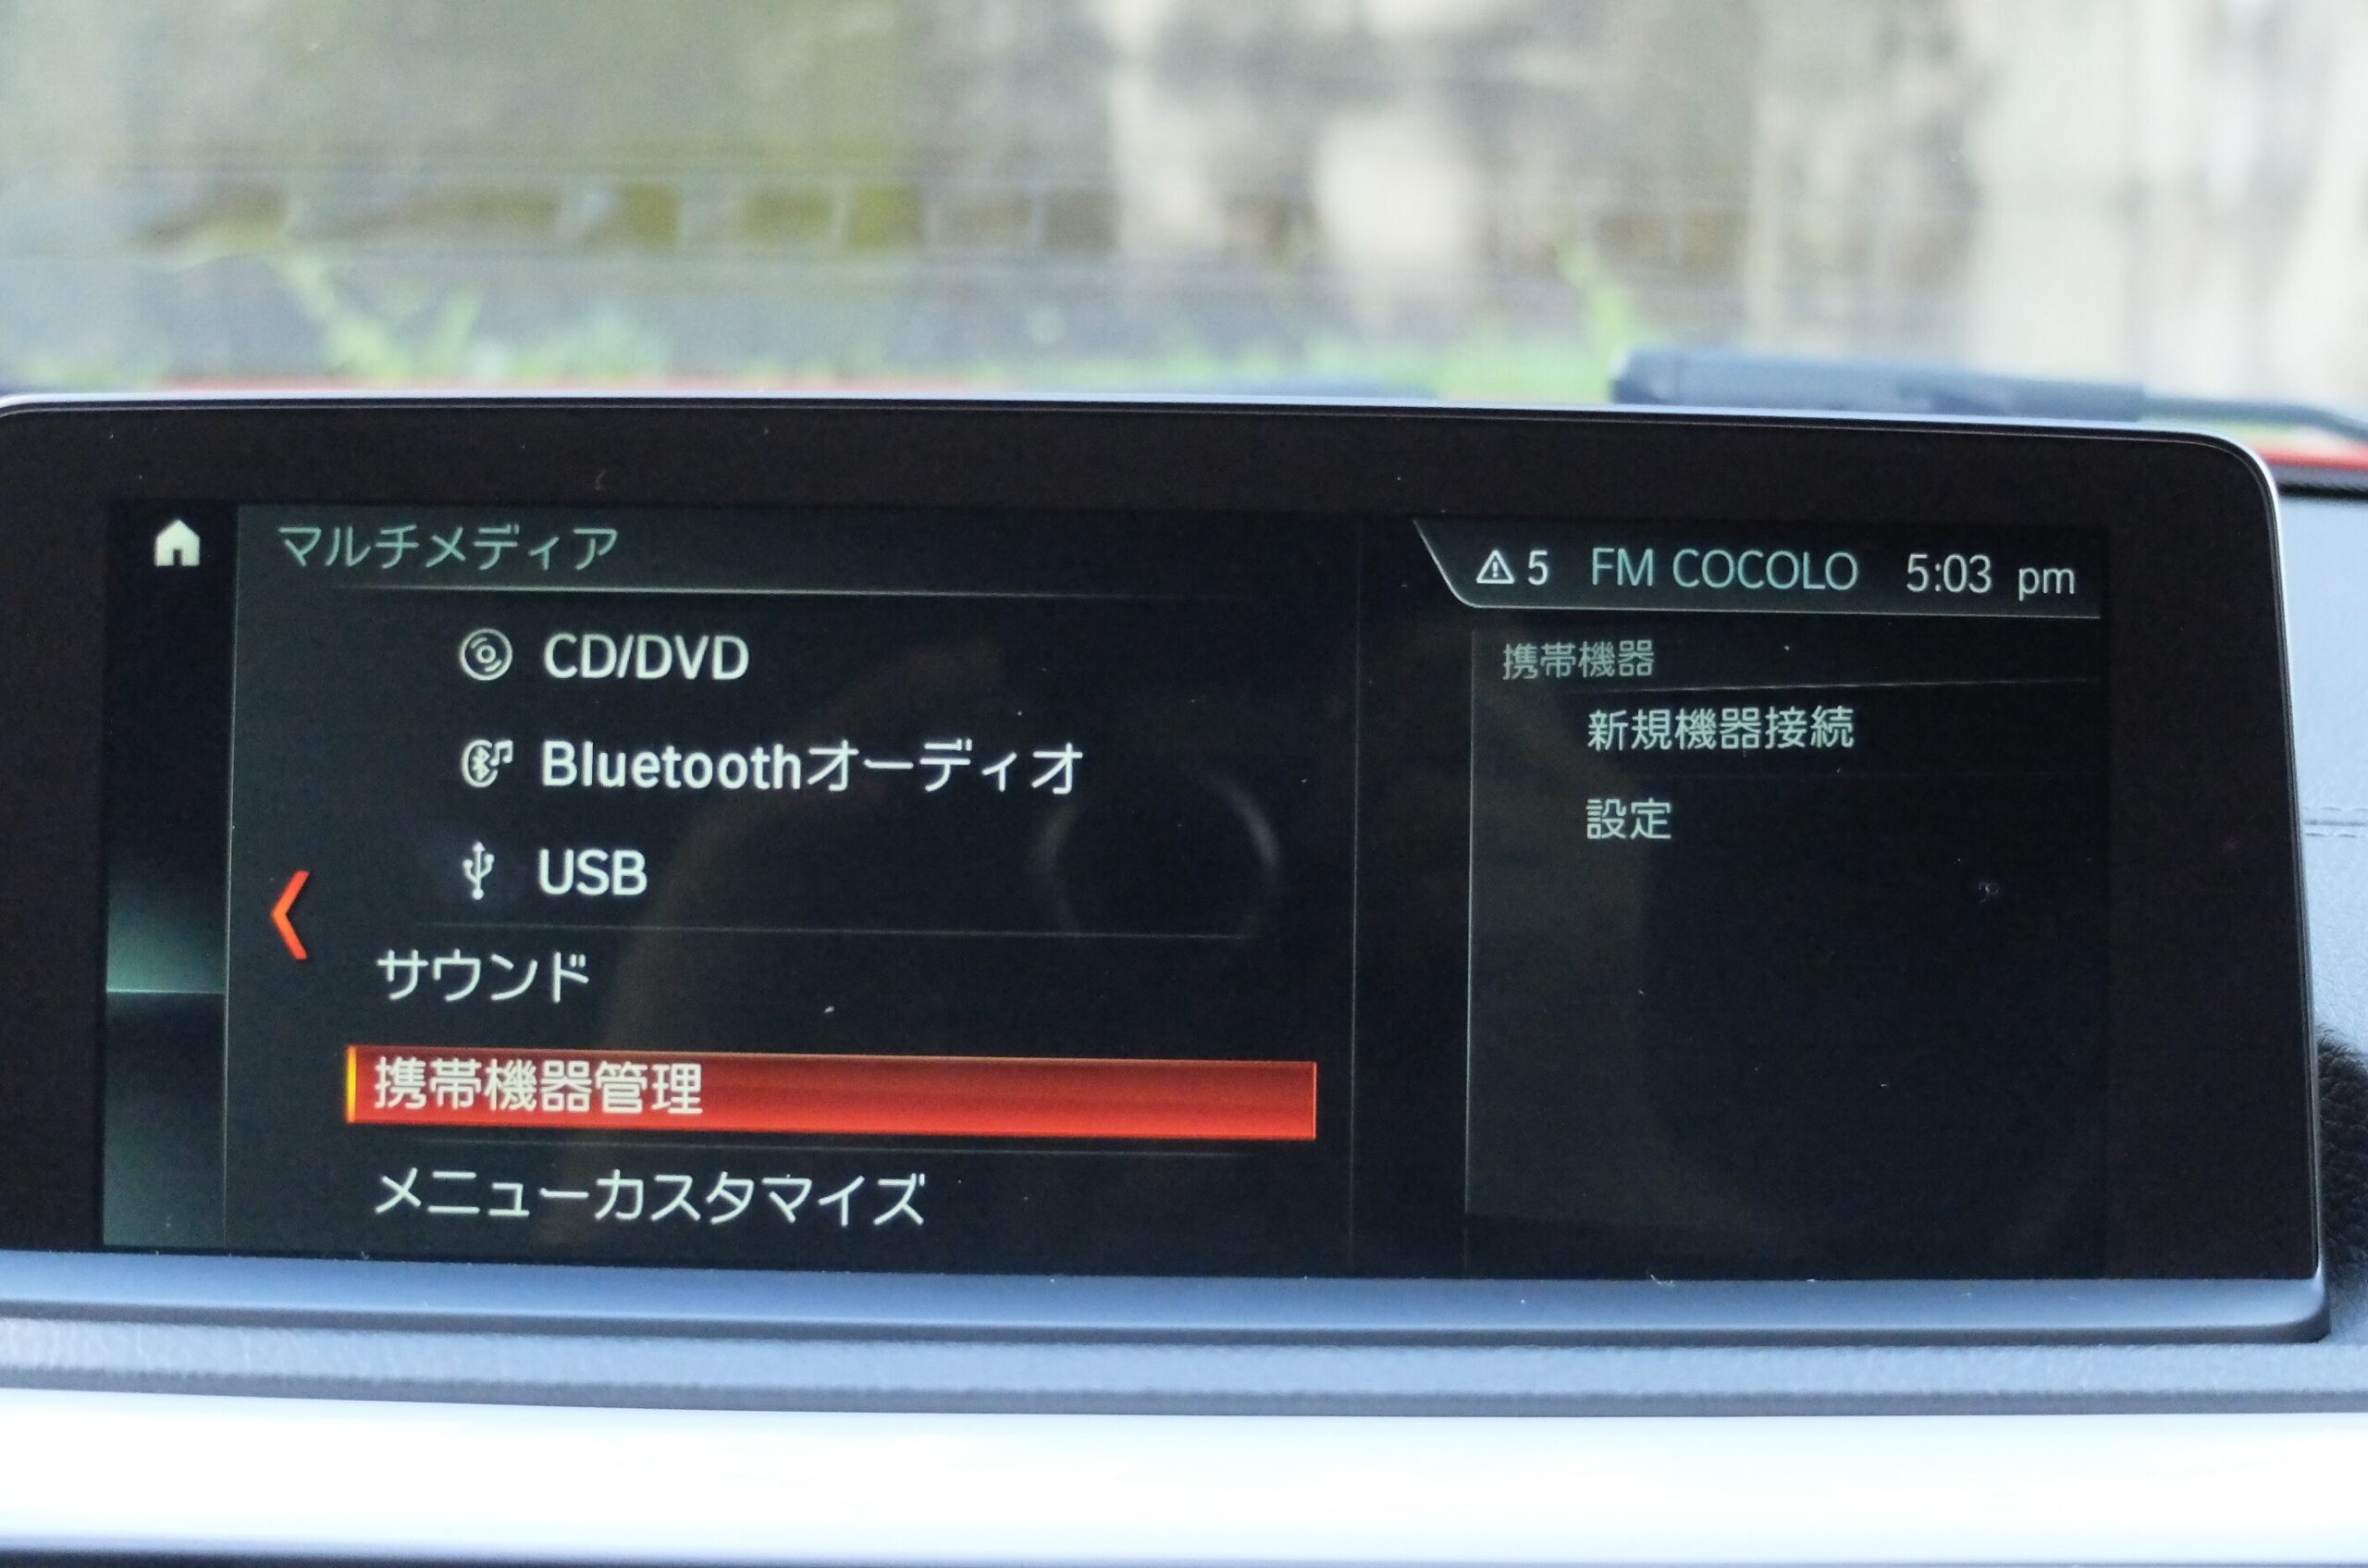 マルチメディア
CD/DVD
Bluetoothオーディオ
USB
サウンド
携帯機器管理
メニューカスタマイズ
5 FM COCOLO 5:03 pm
携帯機器
新規機器接続
設定